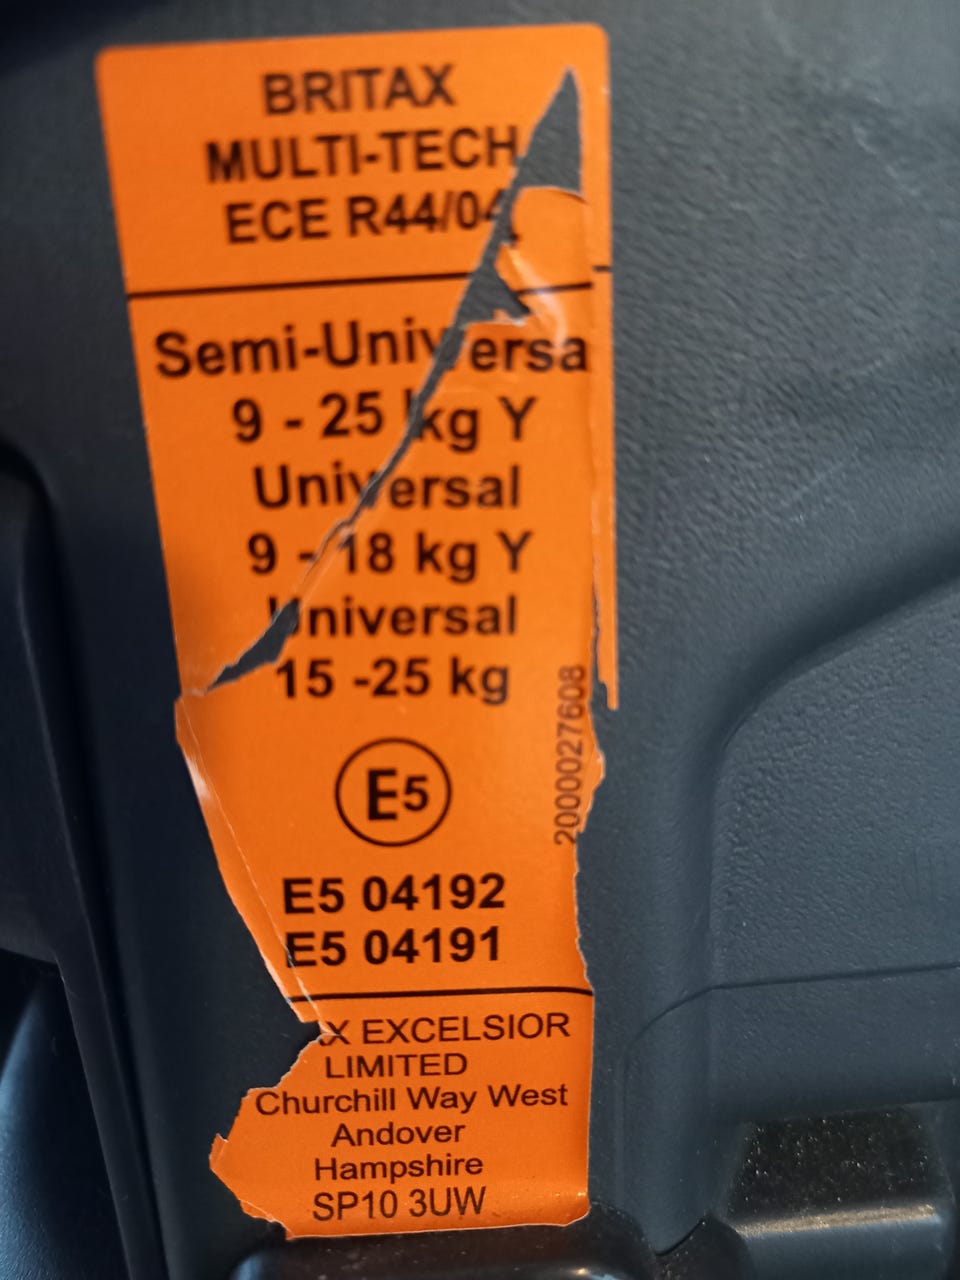 BRITAX
MULTI-TECH
ECE R44/04
Semi-Universa
9 - 25 kg Y
Universal
9 - 18 kg Y
Universal
15 -25 kg
2000027608
E5
E5 04192
E5 04191
X EXCELSIOR
LIMITED
Churchill Way West
Andover
Hampshire
SP10 3UW